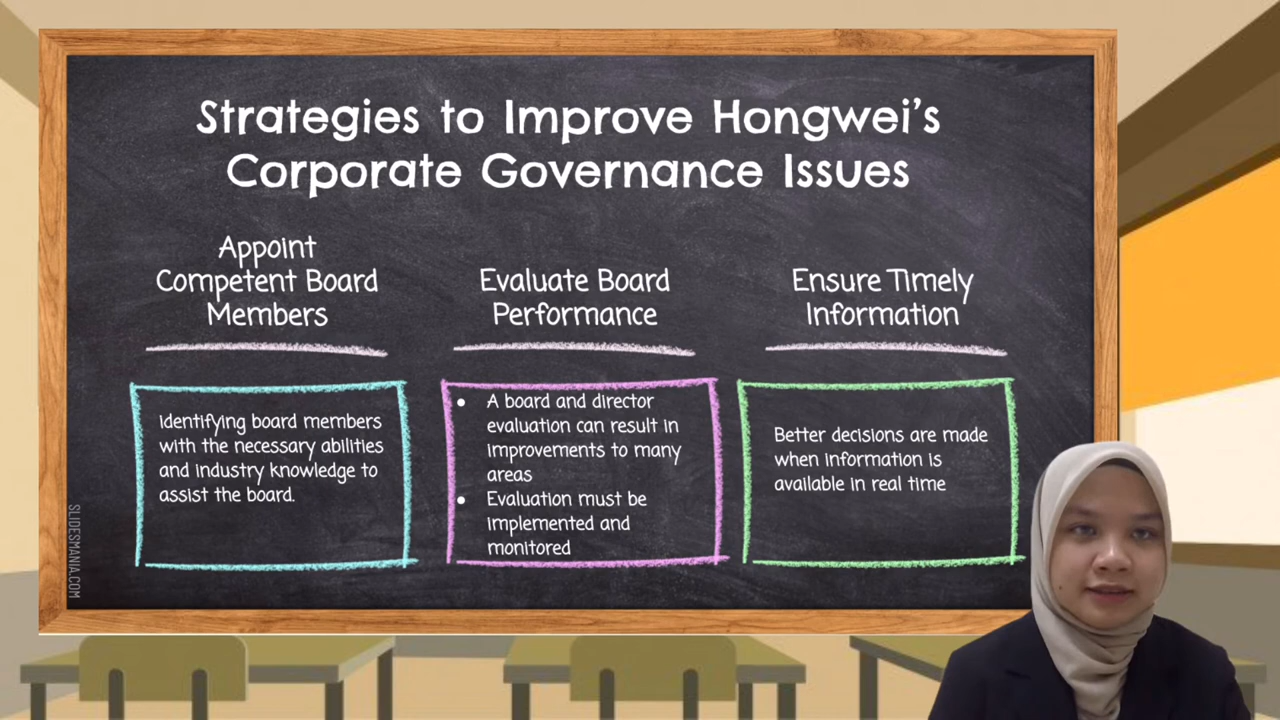 Strategies to Improve Hongwei's
Corporate Governance Issues
Appoint
Competent Board
Members
Identifying board members
with the necessary abilities
and industry knowledge to
assist the board.
Evaluate Board
Performance
● A board and director
evaluation can result in
improvements to many
areas
● Evaluation must be
implemented and
monitored
Ensure Timely
Information
Better decisions are made
when information is
available in real time
SLIDESMANIA.COM